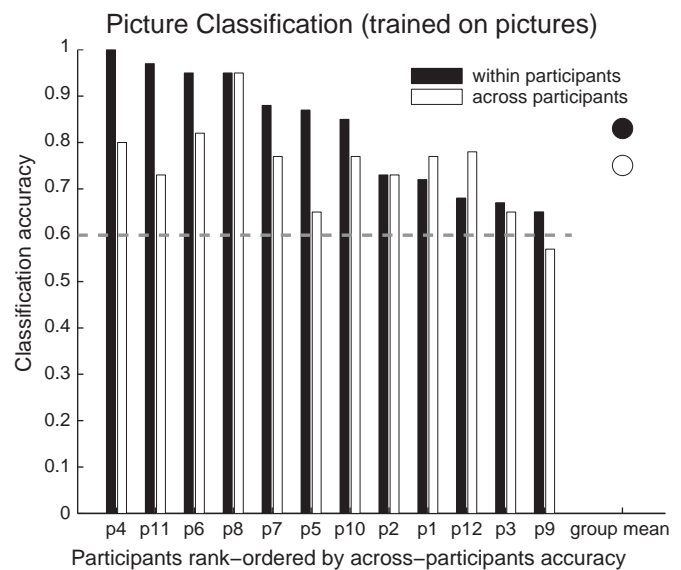 Picture Classification (trained on pictures)
within participants
across participants
Classification accuracy
1
0.9
0.8
0.7
0.6
0.5
0.4
0.3
0.2
0.1
0
p4 p11 p6 p8 p7 p5 p10 p2 p1 p12 p3 p9 group mean
Participants rank−ordered by across−participants accuracy